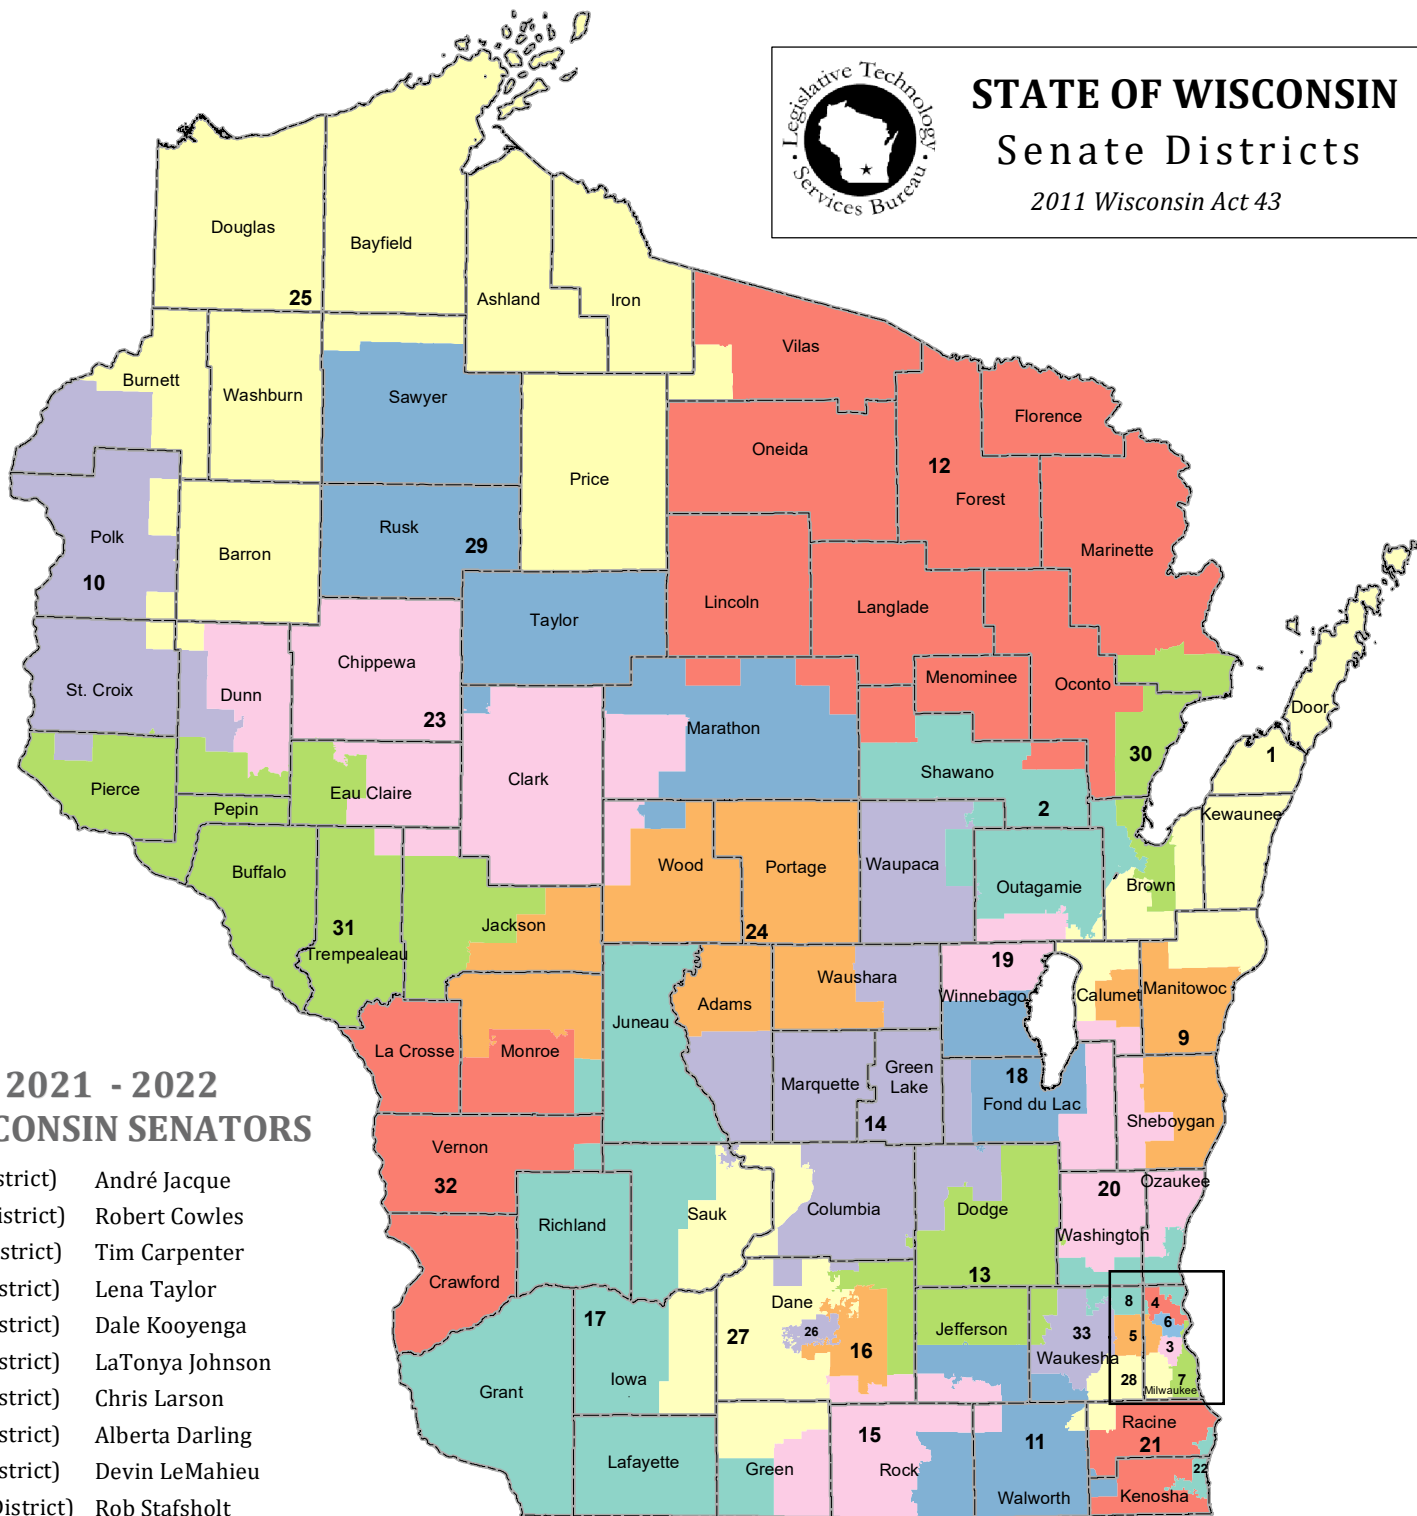 Legislative Technology
Services Bureau
STATE OF WISCONSIN
Senate Districts
2011 Wisconsin Act 43
Douglas
Bayfield
25
Ashland
Iron
Vilas
Burnett
Washburn
Sawyer
Florence
Oneida
12
Price
Forest
Polk
Rusk
29
Barron
Marinette
10
Lincoln
Langlade
Taylor
Chippewa
St. Croix
Dunn
Menominee
Oconto
23
Door
Marathon
30
1
Clark
Shawano
Pierce
Eau Claire
Pepin
2
Kewaunee
Wood
Portage
Waupaca
Buffalo
Outagamie
Brown
31
Jackson
24
Trempealeau
19
Waushara
Winnebago
Calumet
Manitowoc
Adams
Juneau
9
La Crosse
Monroe
Green
Lake
18
Marquette
Fond du Lac
14
Sheboygan
Vernon
32
20
Ozaukee
Richland
Sauk
Columbia
Dodge
Washington
Crawford
13
Dane
8
4
17
27
26
16
Jefferson
33
5
6
3
Waukesha
Iowa
Grant
28
7
Milwaukee
Racine
15
11
21
Lafayette
Green
Rock
22
Walworth
Kenosha
2021 - 2022
CONSIN SENATORS
strict) André Jacque
istrict) Robert Cowles
strict) Tim Carpenter
strict) Lena Taylor
strict) Dale Kooyenga
strict) LaTonya Johnson
strict) Chris Larson
strict) Alberta Darling
strict) Devin LeMahieu
District) Rob Stafsholt